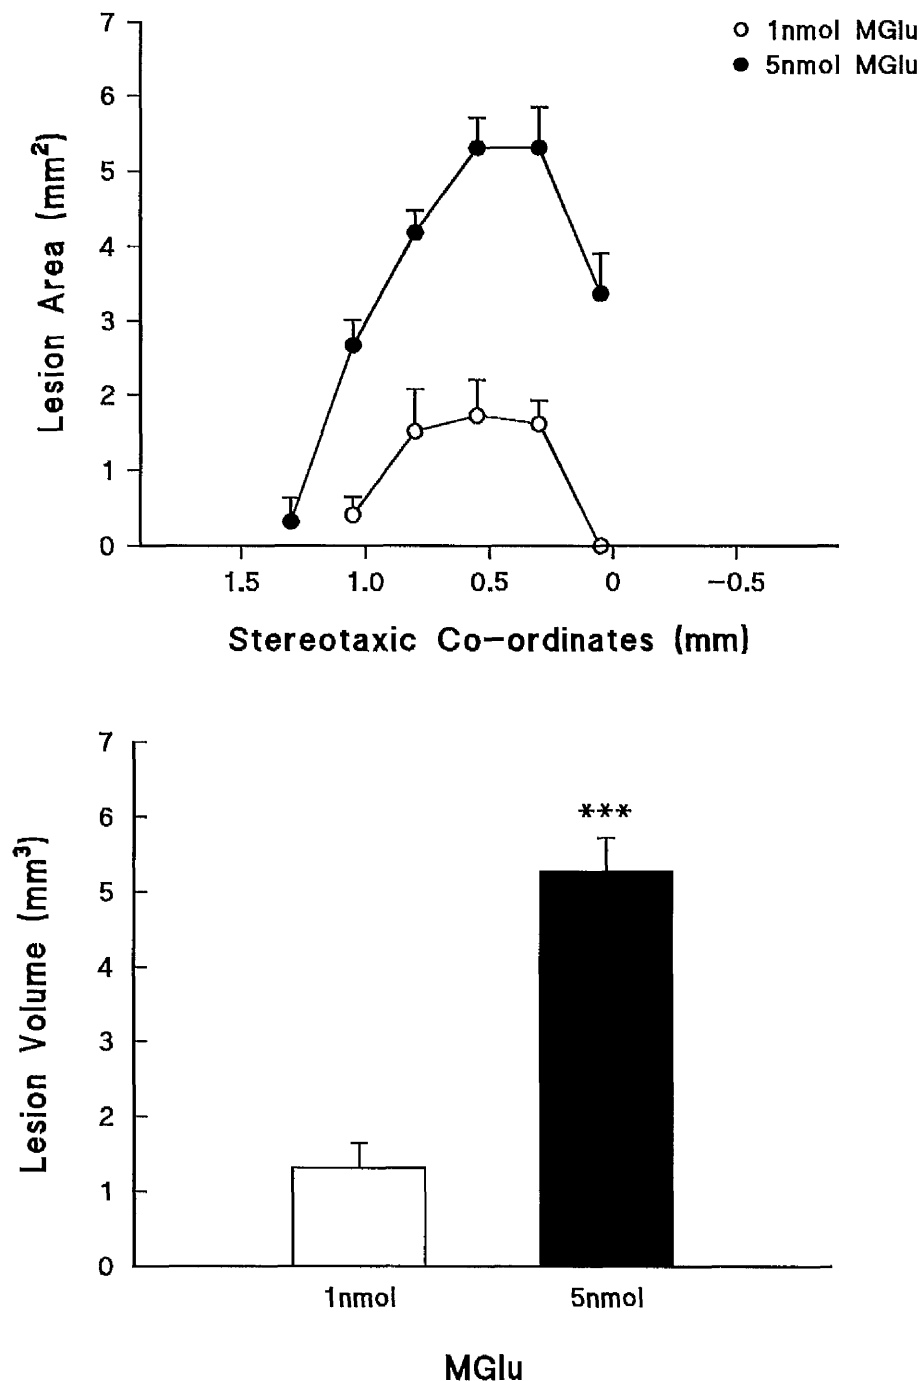 1nmol MGlu
5nmol MGlu
Lesion Area (mm²)
7
6
5
4
3
2
1
0
1.5 1.0 0.5 0 −0.5
Stereotaxic Co−ordinates (mm)
Lesion Volume (mm³)
7
6
5
4
3
2
1
0
***
1nmol 5nmol
MGlu